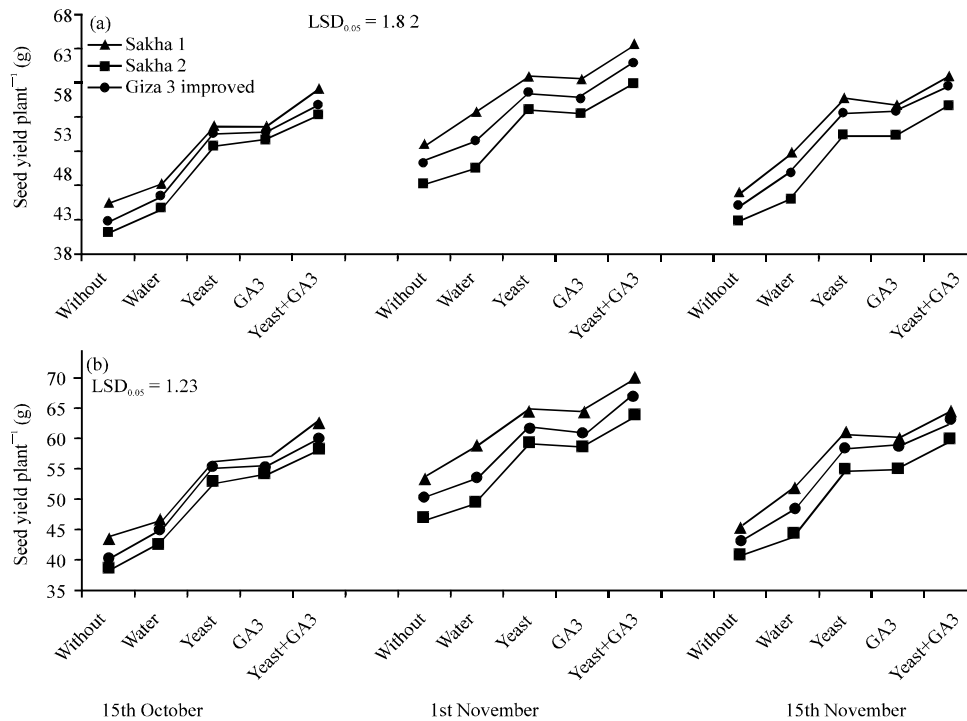 (a)
LSD0.05 = 1.8 2
Sakha 1
Sakha 2
Giza 3 improved
Seed yield plant⁻¹ (g)
68
63
58
53
48
43
38
Without Water Yeast GA3 Yeast+GA3 Without Water Yeast GA3 Yeast+GA3 Without Water Yeast GA3 Yeast+GA3
(b)
LSD0.05 = 1.23
Seed yield plant⁻¹ (g)
70
65
60
55
50
45
40
35
Without Water Yeast GA3 Yeast+GA3 Without Water Yeast GA3 Yeast+GA3 Without Water Yeast GA3 Yeast+GA3
15th October 1st November 15th November